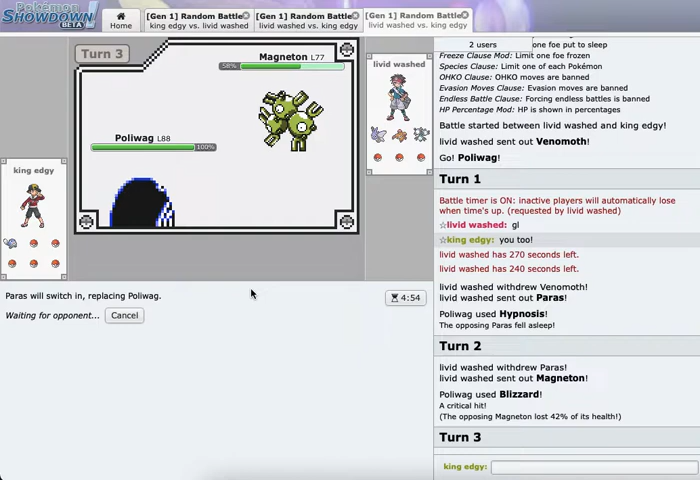 Pokémon
SHOWDOWN!
BETA
Home
[Gen 1] Random Battle
king edgy vs. livid washed
[Gen 1] Random Battle
livid washed vs. king edgy
[Gen 1] Random Battle
livid washed vs. king edgy
Turn 3
Magneton L77
58%
Poliwag L88
100%
livid washed
king edgy
Paras will switch in, replacing Poliwag.
4:54
Waiting for opponent...
Cancel
2 users
one foe put to sleep
Freeze Clause Mod: Limit one foe frozen
Species Clause: Limit one of each Pokémon
OHKO Clause: OHKO moves are banned
Evasion Moves Clause: Evasion moves are banned
Endless Battle Clause: Forcing endless battles is banned
HP Percentage Mod: HP is shown in percentages
Battle started between livid washed and king edgy!
livid washed sent out Venomoth!
Go! Poliwag!
Turn 1
Battle timer is ON: inactive players will automatically lose
when time's up. (requested by livid washed)
☆livid washed: gl
☆king edgy: you too!
livid washed has 270 seconds left.
livid washed has 240 seconds left.
livid washed withdrew Venomoth!
livid washed sent out Paras!
Poliwag used Hypnosis!
The opposing Paras fell asleep!
Turn 2
livid washed withdrew Paras!
livid washed sent out Magneton!
Poliwag used Blizzard!
A critical hit!
(The opposing Magneton lost 42% of its health!)
Turn 3
king edgy: